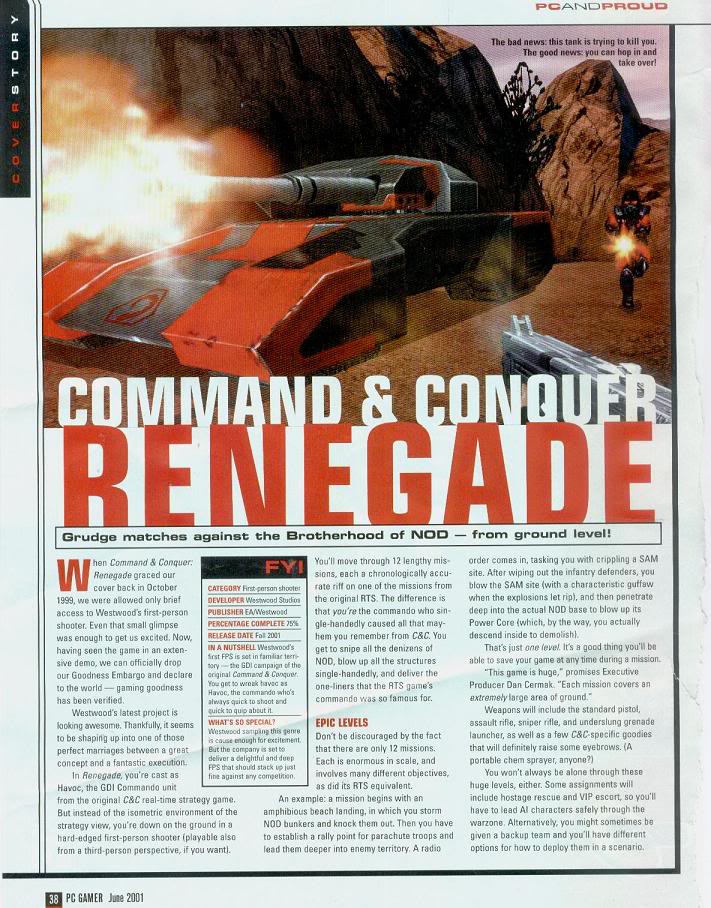 PCANDPROUD
COVERSTORY
The bad news: this tank is trying to kill you.
The good news: you can hop in and
take over!
COMMAND & CONQUER
RENEGADE
Grudge matches against the Brotherhood of NOD — from ground level!
When Command & Conquer:
Renegade graced our
cover back in October
1999, we were allowed only brief
access to Westwood's first-person
shooter. Even that small glimpse
was enough to get us excited. Now,
having seen the game in an exten-
sive demo, we can officially drop
our Goodness Embargo and declare
to the world — gaming goodness
has been verified.
Westwood's latest project is
looking awesome. Thankfully, it seems
to be shaping up into one of those
perfect marriages between a great
concept and a fantastic execution.
In Renegade, you're cast as
Havoc, the GDI Commando unit
from the original C&C real-time strategy game.
But instead of the isometric environment of the
strategy view, you're down on the ground in a
hard-edged first-person shooter (playable also
from a third-person perspective, if you want).
FYI
CATEGORY First-person shooter
DEVELOPER Westwood Studios
PUBLISHER EA/Westwood
PERCENTAGE COMPLETE 75%
RELEASE DATE Fall 2001
IN A NUTSHELL Westwood's
first FPS is set in familiar terri-
tory — the GDI campaign of the
original Command & Conquer.
You get to wreak havoc as
Havoc, the commando who's
always quick to shoot and
quick to quip about it.
WHAT'S SO SPECIAL?
Westwood sampling this genre
is cause enough for excitement.
But the company is set to
deliver a delightful and deep
FPS that should stack up just
fine against any competition.
You'll move through 12 lengthy mis-
sions, each a chronologically accu-
rate riff on one of the missions from
the original RTS. The difference is
that you're the commando who sin-
gle-handedly caused all that may-
hem you remember from C&C. You
get to snipe all the denizens of
NOD, blow up all the structures
single-handedly, and deliver the
one-liners that the RTS game's
commando was so famous for.
EPIC LEVELS
Don't be discouraged by the fact
that there are only 12 missions.
Each is enormous in scale, and
involves many different objectives,
as did its RTS equivalent.
An example: a mission begins with an
amphibious beach landing, in which you storm
NOD bunkers and knock them out. Then you have
to establish a rally point for parachute troops and
lead them deeper into enemy territory. A radio
order comes in, tasking you with crippling a SAM
site. After wiping out the infantry defenders, you
blow the SAM site (with a characteristic guffaw
when the explosions let rip), and then penetrate
deep into the actual NOD base to blow up its
Power Core (which, by the way, you actually
descend inside to demolish).
That's just one level. It's a good thing you'll be
able to save your game at any time during a mission.
"This game is huge," promises Executive
Producer Dan Cermak. "Each mission covers an
extremely large area of ground."
Weapons will include the standard pistol,
assault rifle, sniper rifle, and underslung grenade
launcher, as well as a few C&C-specific goodies
that will definitely raise some eyebrows. (A
portable chem sprayer, anyone?)
You won't always be alone through these
huge levels, either. Some assignments will
include hostage rescue and VIP escort, so you'll
have to lead AI characters safely through the
warzone. Alternatively, you might sometimes be
given a backup team and you'll have different
options for how to deploy them in a scenario.
38 PC GAMER June 2001